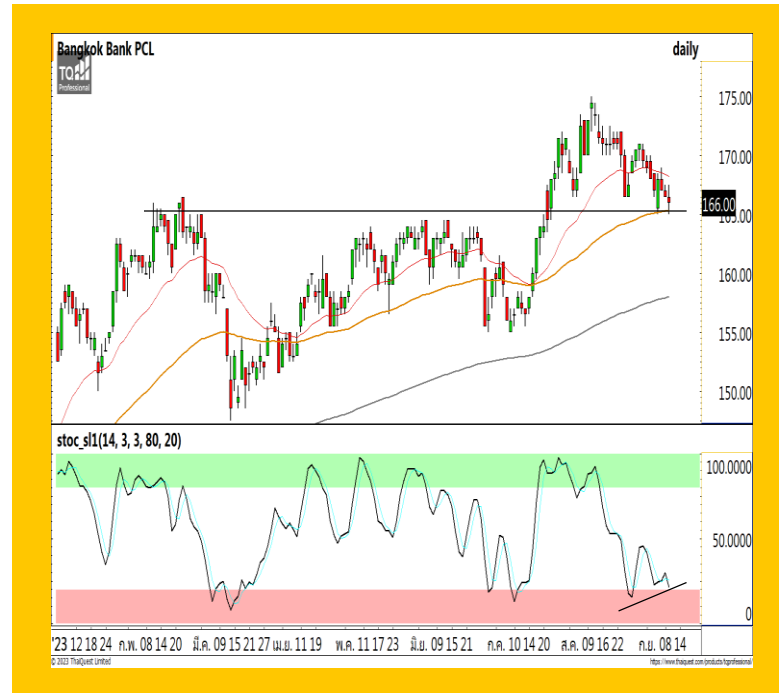 Bangkok Bank PCL daily
TQ
Professional
175.00
170.00
166.00
165.00
160.00
155.00
150.00
stoc_sl1(14, 3, 3, 80, 20)
100.0000
50.0000
0
'23 12 18 24 ก.พ. 08 14 20 มี.ค. 09 15 21 27 เม.ย. 11 19 พ.ค. 11 17 23 มิ.ย. 09 15 21 ก.ค. 10 14 20 ส.ค. 09 16 22 ก.ย. 08 14
© 2023 ThaiQuest Limited https://www.thaiquest.com/products/tqprofessional/